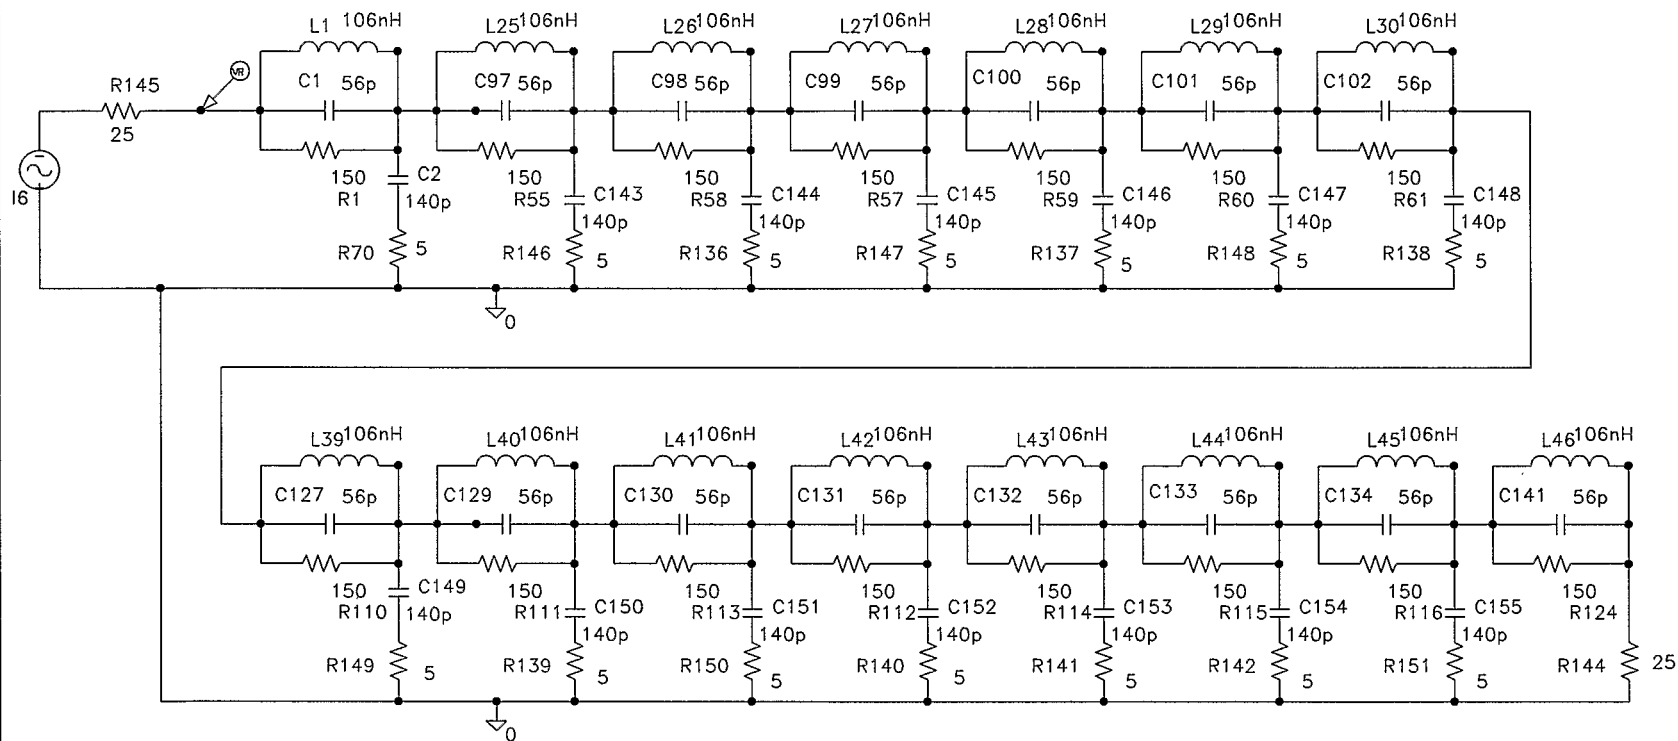 L1 106nH L25 106nH L26 106nH L27 106nH L28 106nH L29 106nH L30 106nH
R145 C1 56p C97 56p C98 56p C99 56p C100 56p C101 56p C102 56p
VR
25
I6
150 C2 150 C143 150 C144 150 C145 150 C146 150 C147 150 C148
R1 140p R55 140p R58 140p R57 140p R59 140p R60 140p R61 140p
R70 5 R146 5 R136 5 R147 5 R137 5 R148 5 R138 5
0
L39 106nH L40 106nH L41 106nH L42 106nH L43 106nH L44 106nH L45 106nH L46 106nH
C127 56p C129 56p C130 56p C131 56p C132 56p C133 56p C134 56p C141 56p
150 C149 150 C150 150 C151 150 C152 150 C153 150 C154 150 C155 150
R110 140p R111 140p R113 140p R112 140p R114 140p R115 140p R116 140p R124
R149 5 R139 5 R150 5 R140 5 R141 5 R142 5 R151 5 R144 25
0